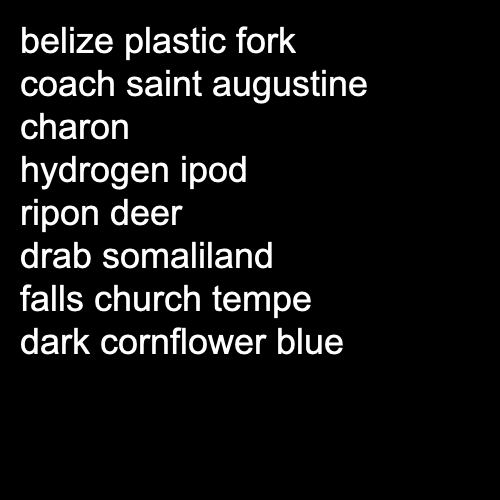 belize plastic fork
coach saint augustine
charon
hydrogen ipod
ripon deer
drab somaliland
falls church tempe
dark cornflower blue